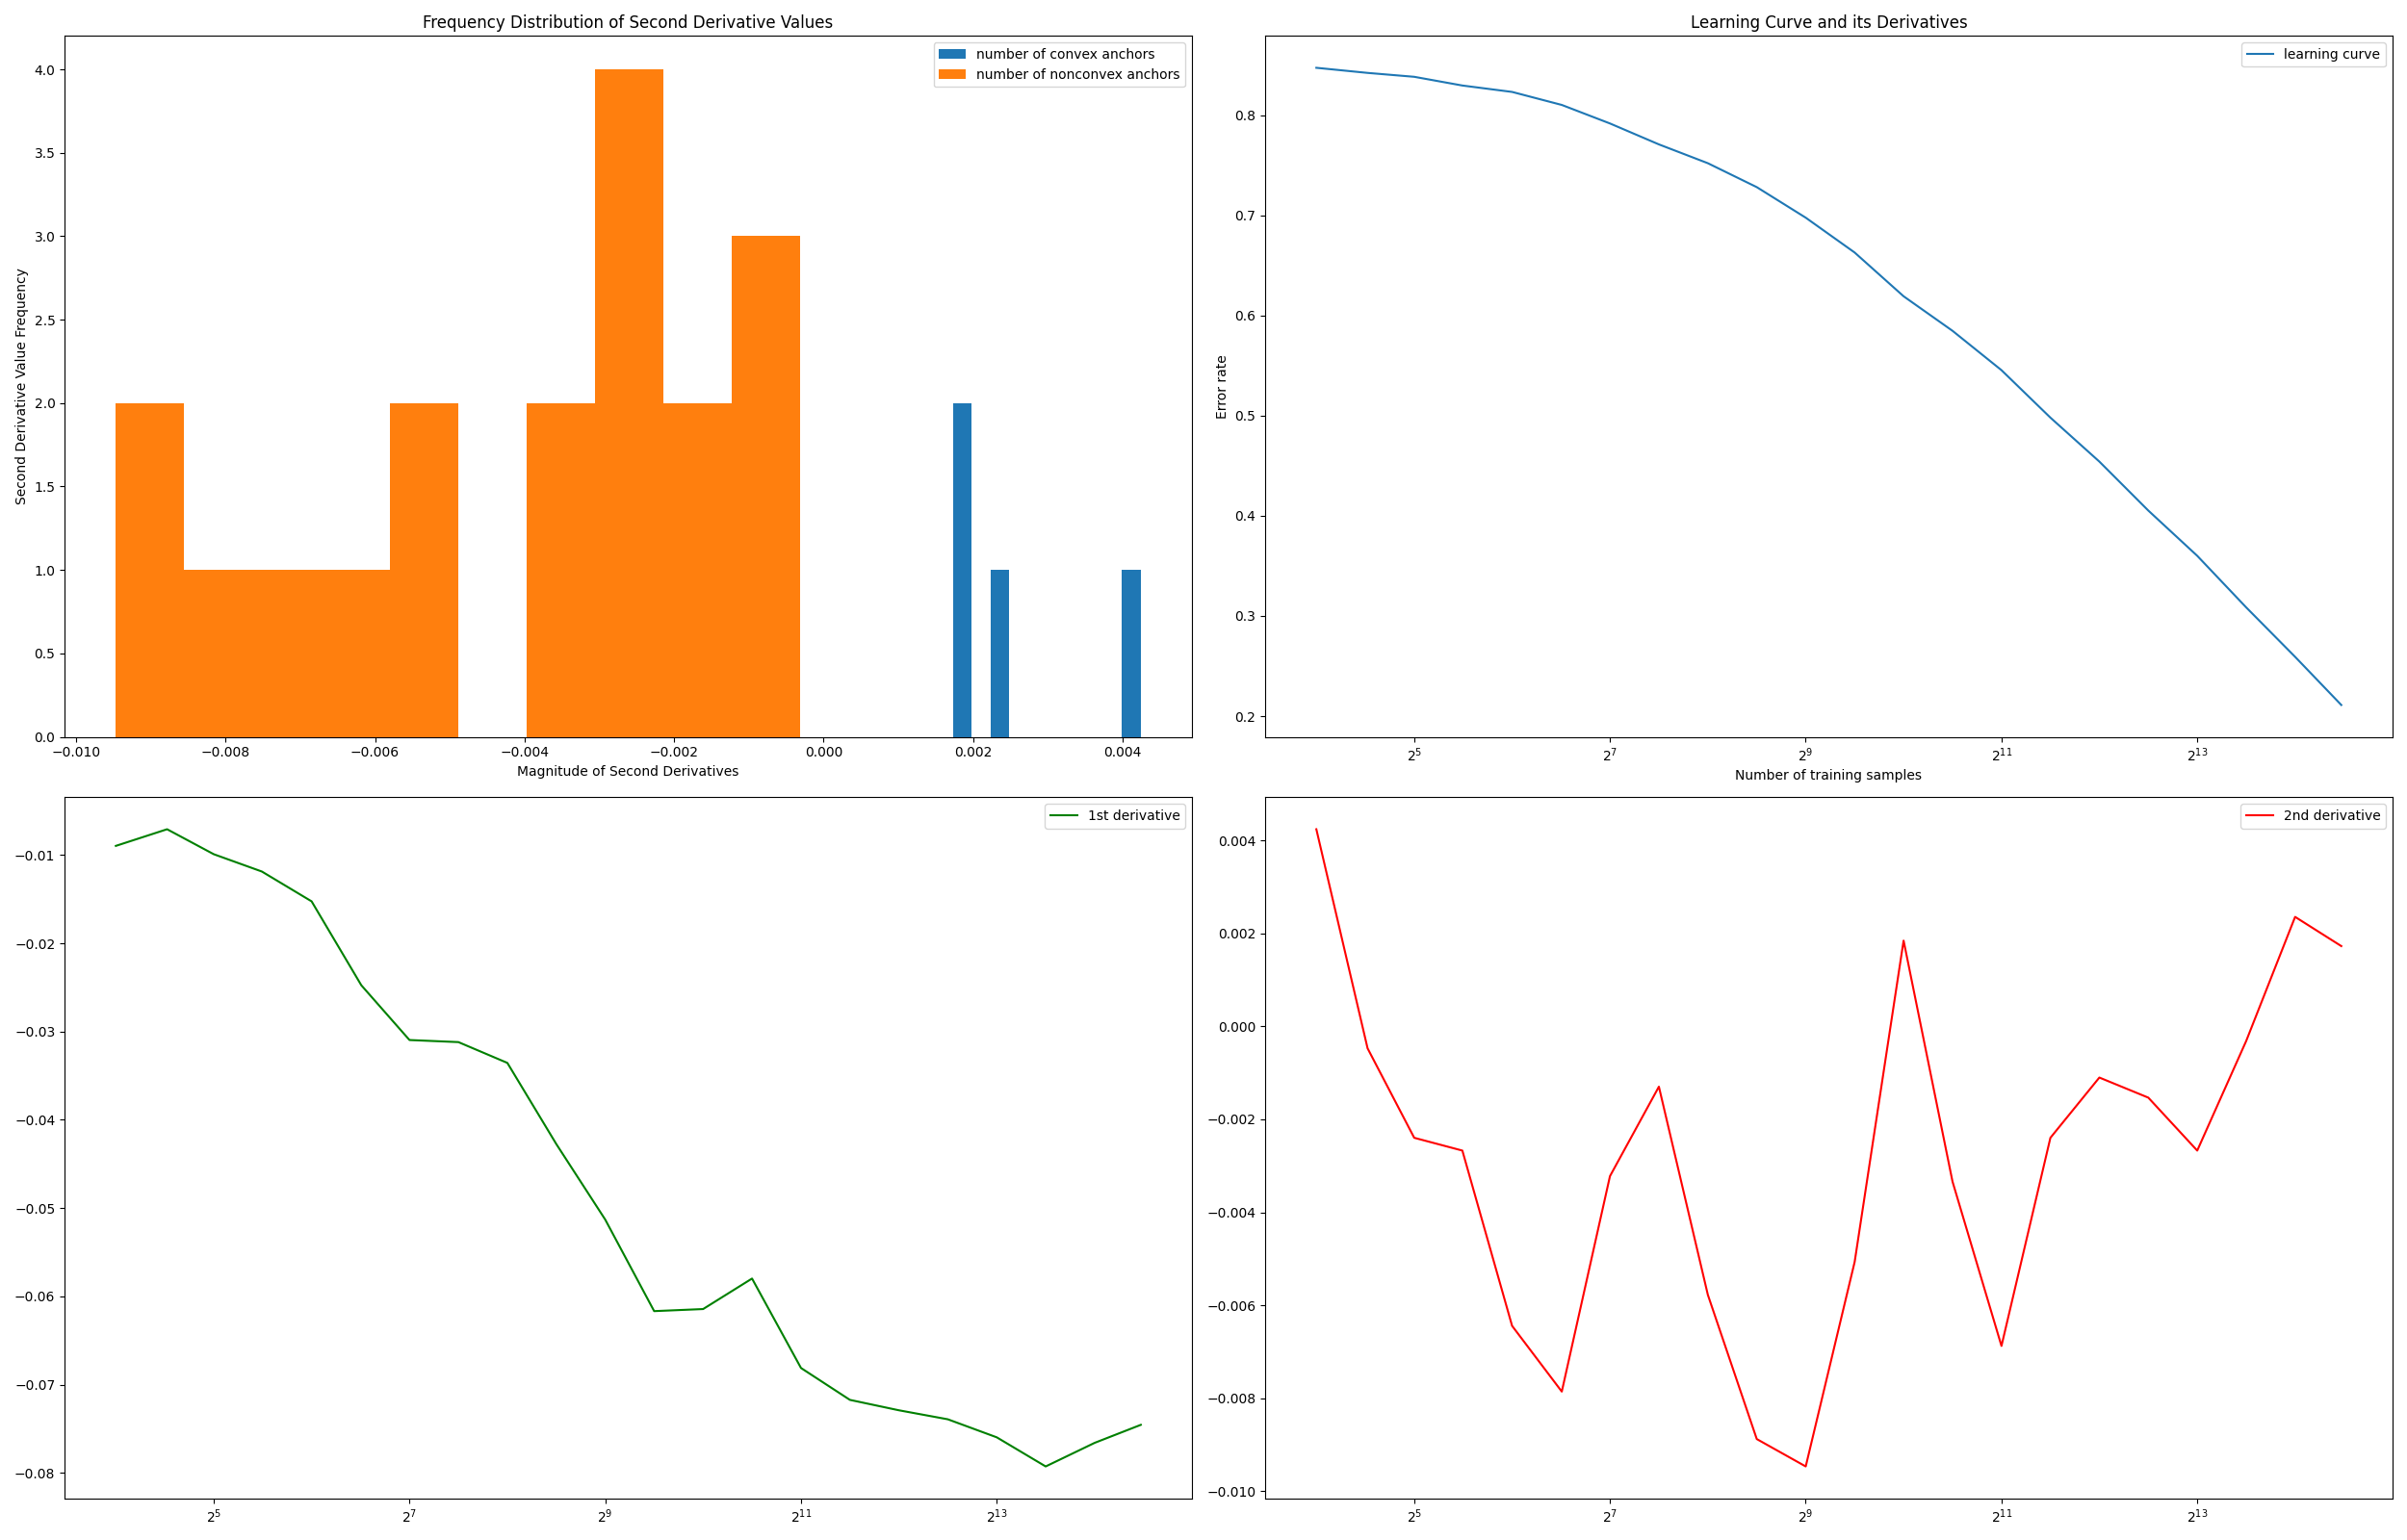 Frequency Distribution of Second Derivative Values
number of convex anchors
number of nonconvex anchors
Second Derivative Value Frequency
4.0
3.5
3.0
2.5
2.0
1.5
1.0
0.5
0.0
−0.010 −0.008 −0.006 −0.004 −0.002 0.000 0.002 0.004
Magnitude of Second Derivatives
Learning Curve and its Derivatives
learning curve
Error rate
0.8
0.7
0.6
0.5
0.4
0.3
0.2
2^5 2^7 2^9 2^11 2^13
Number of training samples
1st derivative
−0.01
−0.02
−0.03
−0.04
−0.05
−0.06
−0.07
−0.08
2^5 2^7 2^9 2^11 2^13
2nd derivative
0.004
0.002
0.000
−0.002
−0.004
−0.006
−0.008
−0.010
2^5 2^7 2^9 2^11 2^13